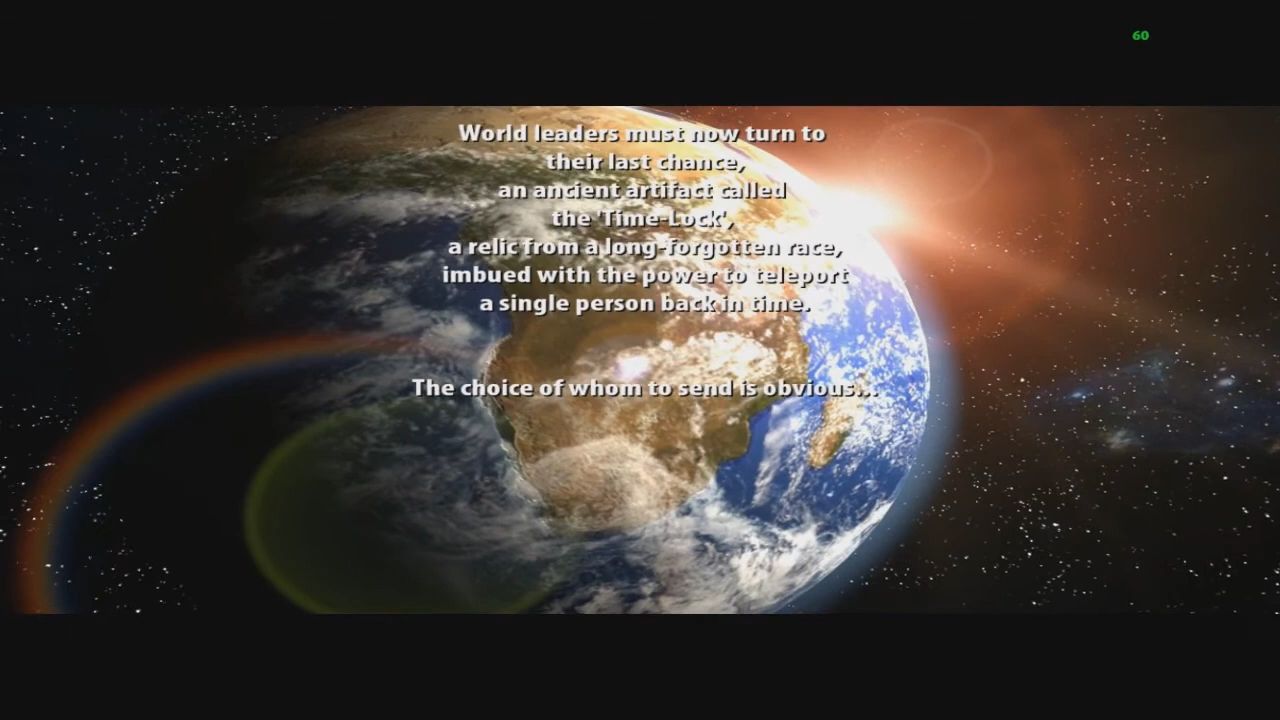 60
World leaders must now turn to
their last chance,
an ancient artifact called
the 'Time-Lock',
a relic from a long-forgotten race,
imbued with the power to teleport
a single person back in time.
The choice of whom to send is obvious...